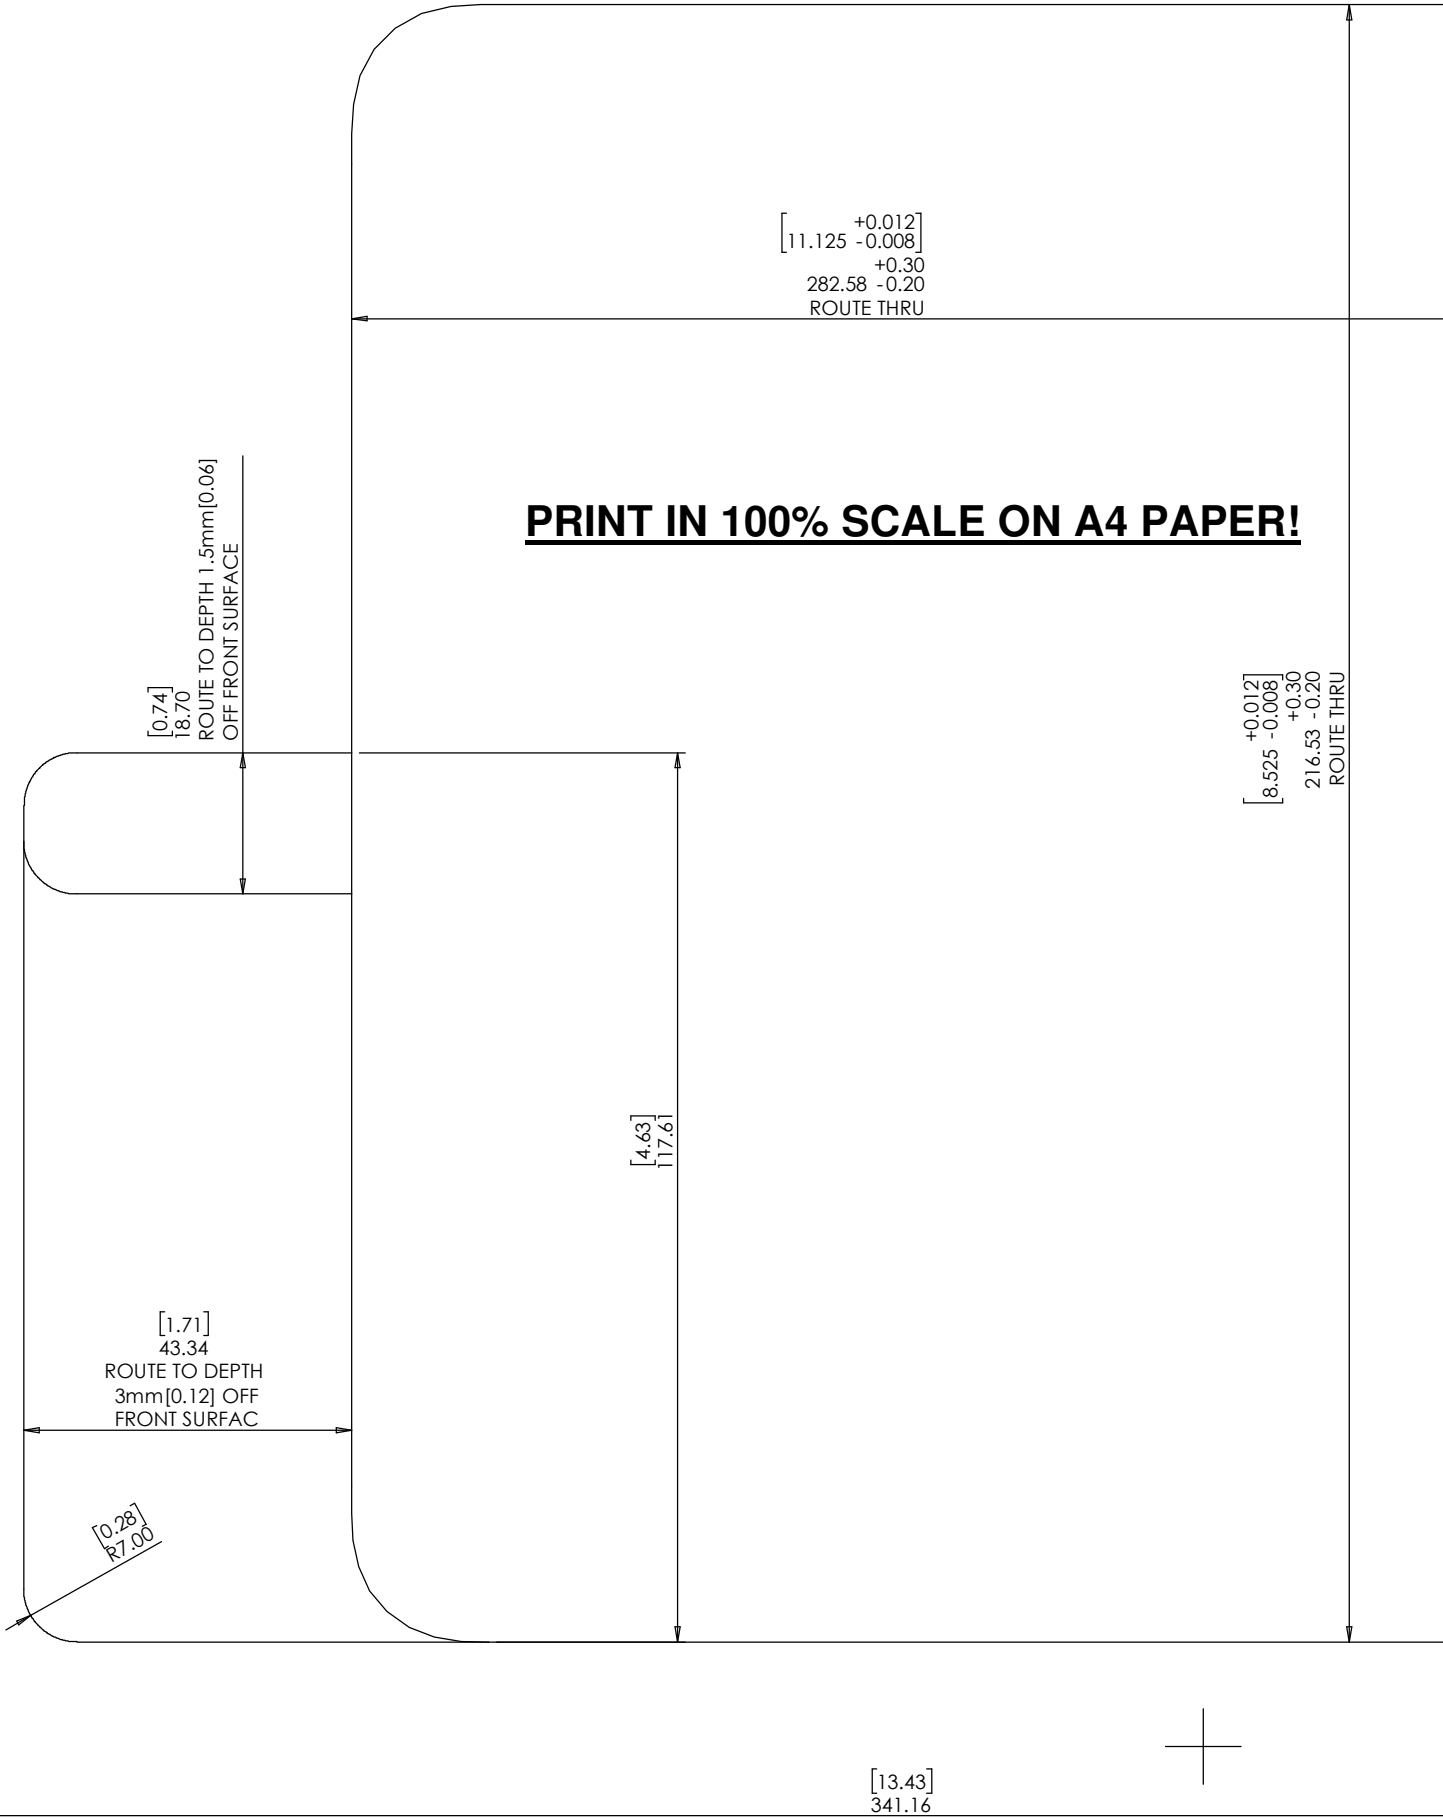 [11.125 +0.012 -0.008]
282.58 +0.30 -0.20
ROUTE THRU
PRINT IN 100% SCALE ON A4 PAPER!
[0.74]
18.70
ROUTE TO DEPTH 1.5mm[0.06]
OFF FRONT SURFACE
[8.525 +0.012 -0.008]
216.53 +0.30 -0.20
ROUTE THRU
[4.63]
117.61
[1.71]
43.34
ROUTE TO DEPTH
3mm[0.12] OFF
FRONT SURFAC
[0.28]
R7.00
[13.43]
341.16